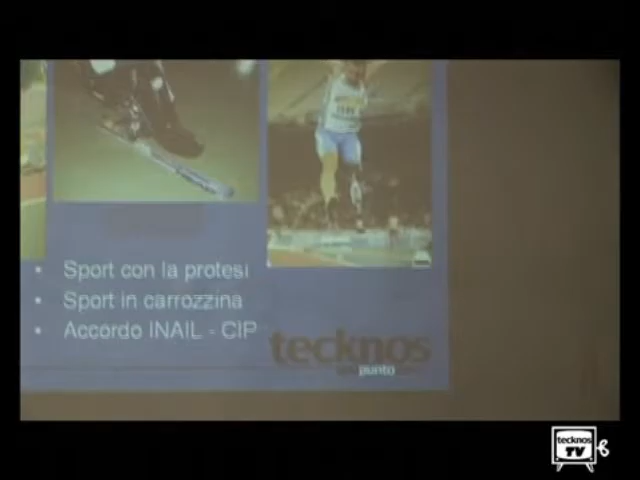 • Sport con la protesi
• Sport in carrozzina
• Accordo INAIL - CIP
tecknos
punto
tecknos
TV